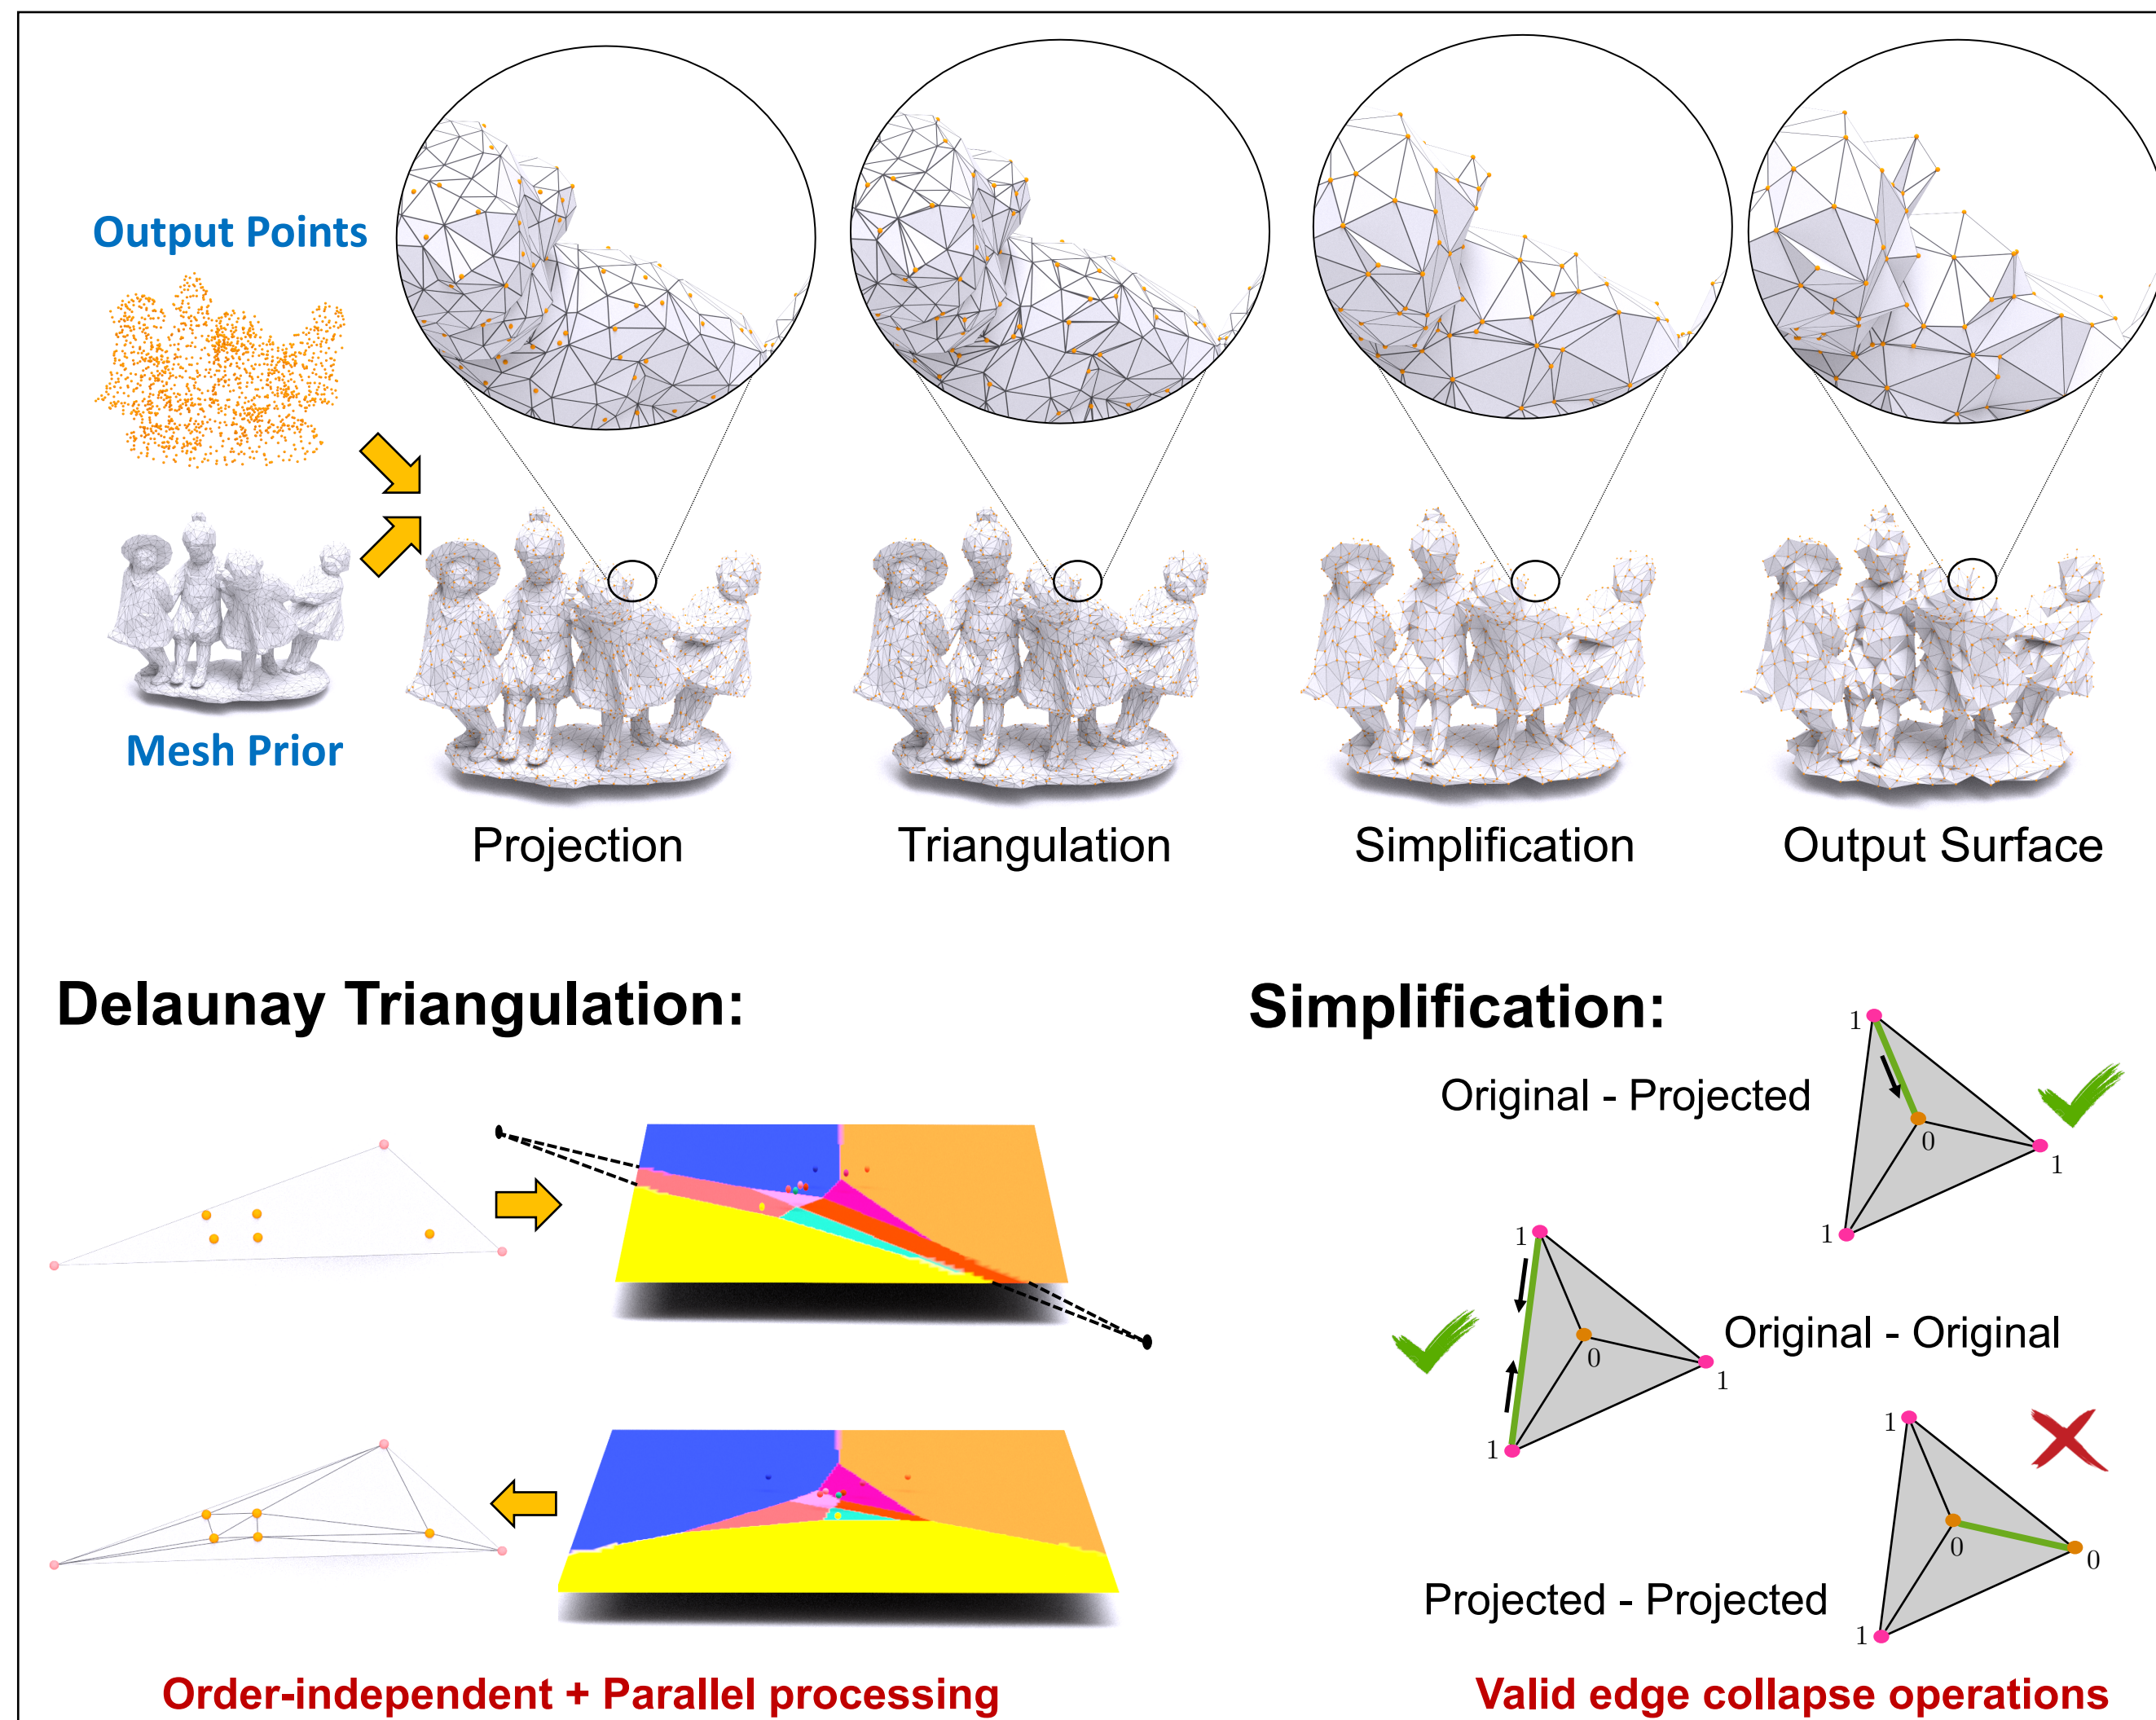 Output Points
Mesh Prior
Projection
Triangulation
Simplification
Output Surface
Delaunay Triangulation:
Order-independent + Parallel processing
Simplification:
Original - Projected
1
0
1
1
Original - Original
1
0
1
1
Projected - Projected
1
0
0
1
Valid edge collapse operations